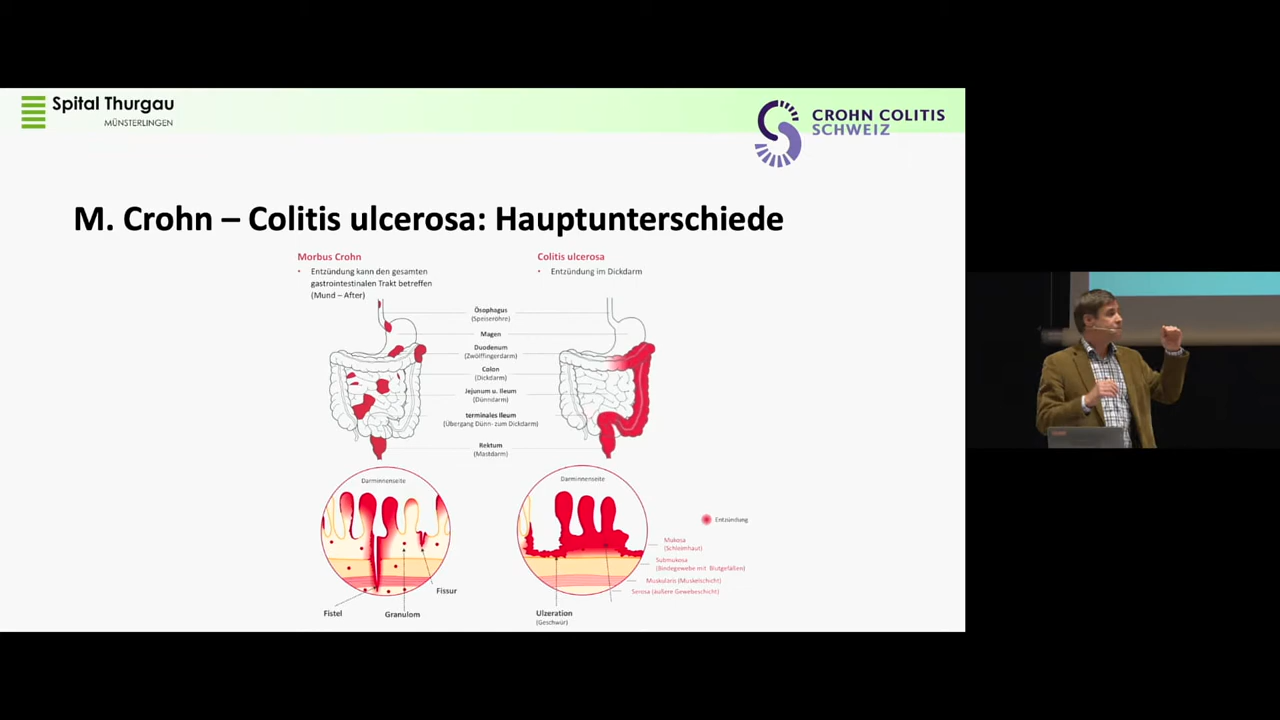 Spital Thurgau
MÜNSTERLINGEN
CROHN COLITIS
SCHWEIZ
M. Crohn – Colitis ulcerosa: Hauptunterschiede
Morbus Crohn
• Entzündung kann den gesamten
gastrointestinalen Trakt betreffen
(Mund – After)
Colitis ulcerosa
• Entzündung im Dickdarm
Ösophagus
(Speiseröhre)
Magen
Duodenum
(Zwölffingerdarm)
Colon
(Dickdarm)
Jejunum u. Ileum
(Dünndarm)
terminales Ileum
(Übergang Dünn- zum Dickdarm)
Rektum
(Mastdarm)
Darminnenseite
Fistel
Granulom
Fissur
Darminnenseite
Entzündung
Mukosa
(Schleimhaut)
Submukosa
(Bindegewebe mit Blutgefäßen)
Muskularis (Muskelschicht)
Serosa (äußere Gewebeschicht)
Ulzeration
(Geschwür)